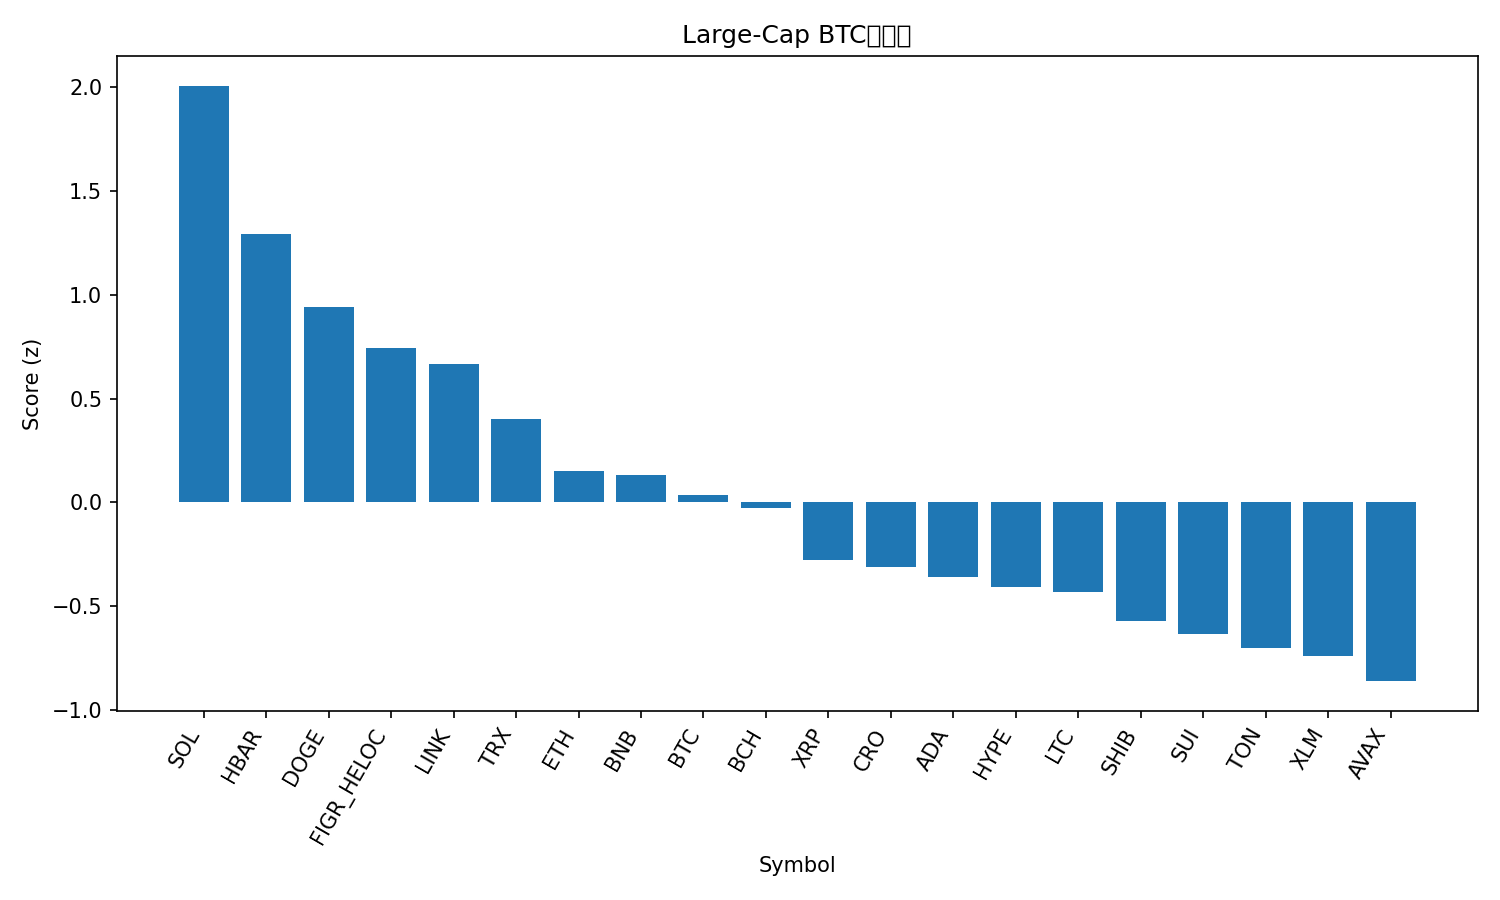 Large-Cap BTC
Score (z)
2.0
1.5
1.0
0.5
0.0
−0.5
−1.0
SOL
HBAR
DOGE
FIGR_HELOC
LINK
TRX
ETH
BNB
BTC
BCH
XRP
CRO
ADA
HYPE
LTC
SHIB
SUI
TON
XLM
AVAX
Symbol